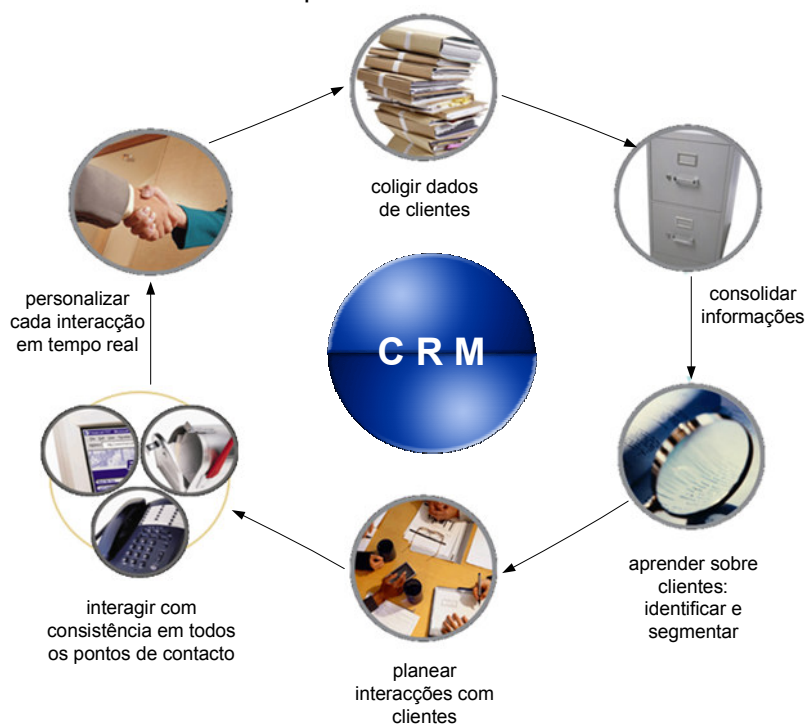 coligir dados
de clientes
consolidar
informações
aprender sobre
clientes:
identificar e
segmentar
planear
interacções com
clientes
interagir com
consistência em todos
os pontos de contacto
personalizar
cada interacção
em tempo real
C R M